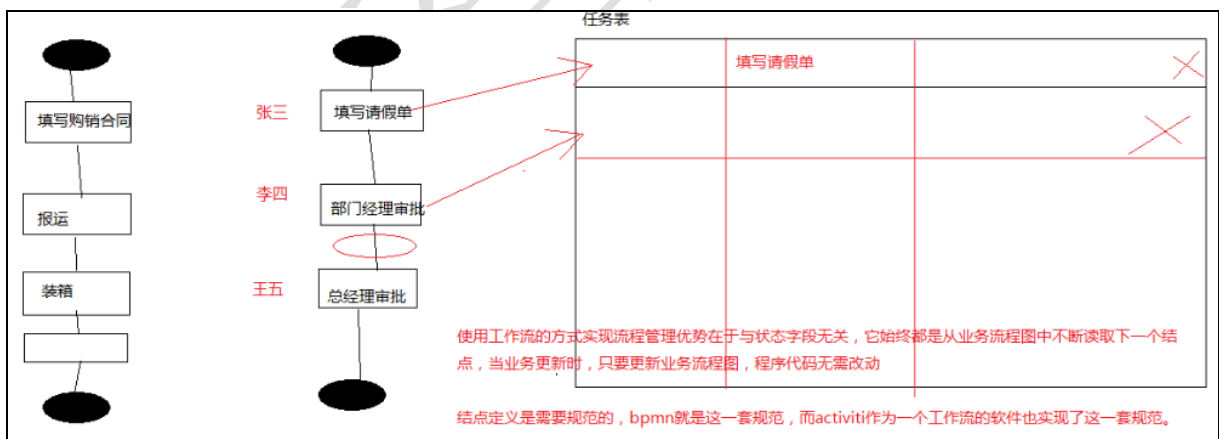 任务表
填写请假单
填写购销合同
报运
装箱
张三
填写请假单
李四
部门经理审批
王五
总经理审批
使用工作流的方式实现流程管理优势在于与状态字段无关，它始终都是从业务流程图中不断读取下一个结
点，当业务更新时，只要更新业务流程图，程序代码无需改动
结点定义是需要规范的，bpmn就是这一套规范，而activiti作为一个工作流的软件也实现了这一套规范。